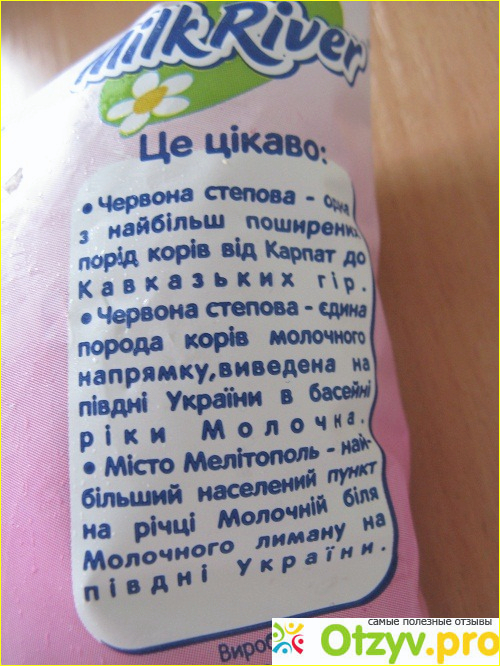 MilkRiver
Це цікаво:
• Червона степова - одна
з найбільш поширених
порід корів від Карпат до
Кавказьких гір.
• Червона степова - єдина
порода корів молочного
напрямку,виведена на
півдні України в басейні
ріки Молочна.
• Місто Мелітополь - най-
більший населений пункт
на річці Молочній біля
Молочного лиману на
півдні України.
самые полезные отзывы
Otzyv.pro